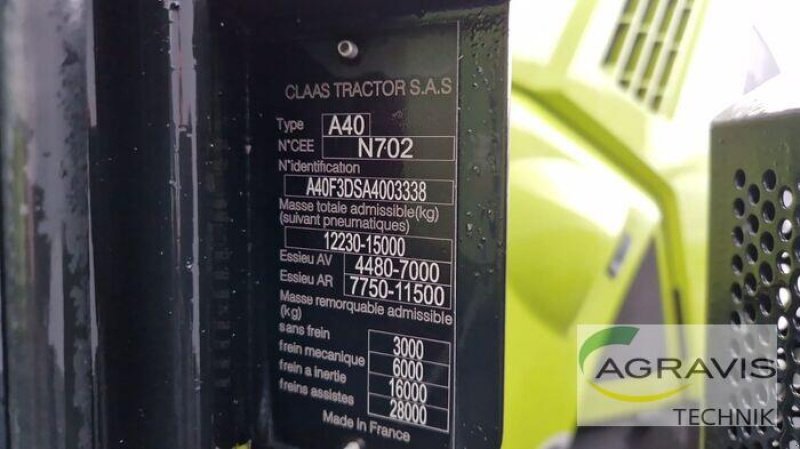 CLAAS TRACTOR S.A.S
Type A40
N°CEE N702
N°identification
A40F3DSA4003338
Masse totale admissible(kg)
(suivant pneumatiques)
12230-15000
Essieu AV 4480-7000
Essieu AR 7750-11500
Masse remorquable admissible
(kg)
sans frein 3000
frein mecanique 6000
frein a inertie 16000
freins assistes 28000
Made in France
AGRAVIS
TECHNIK